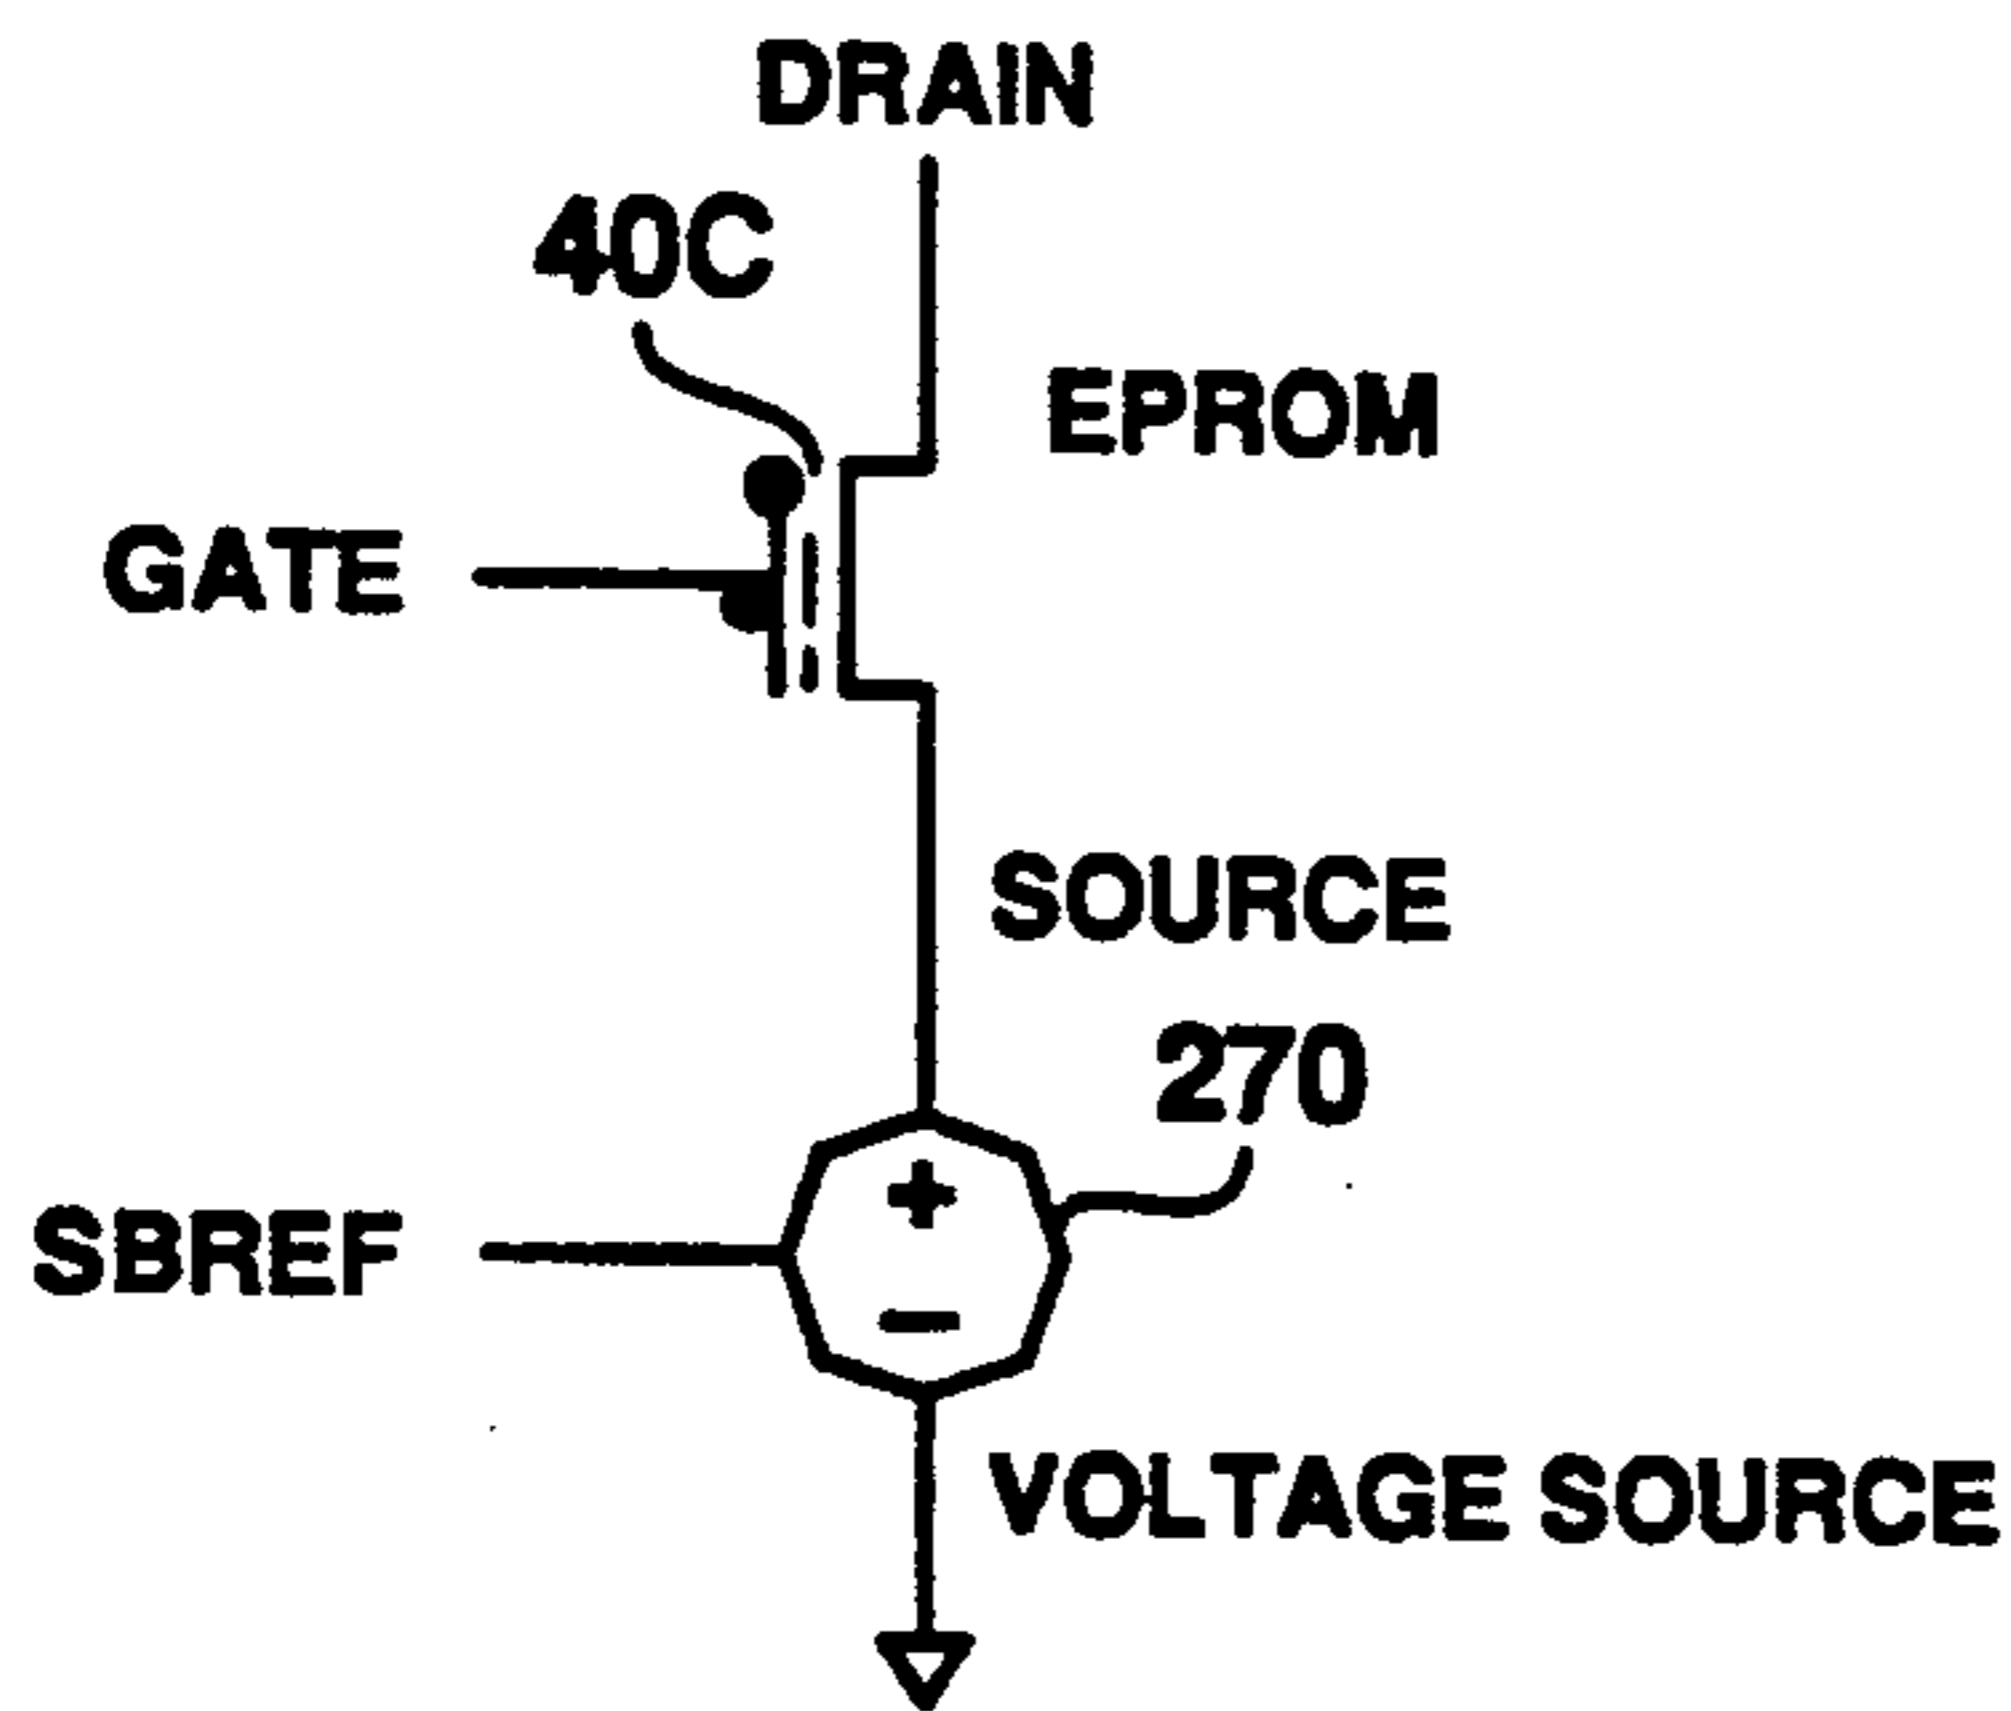 DRAIN
40C
EPROM
GATE
SOURCE
270
+
SBREF
−
VOLTAGE SOURCE